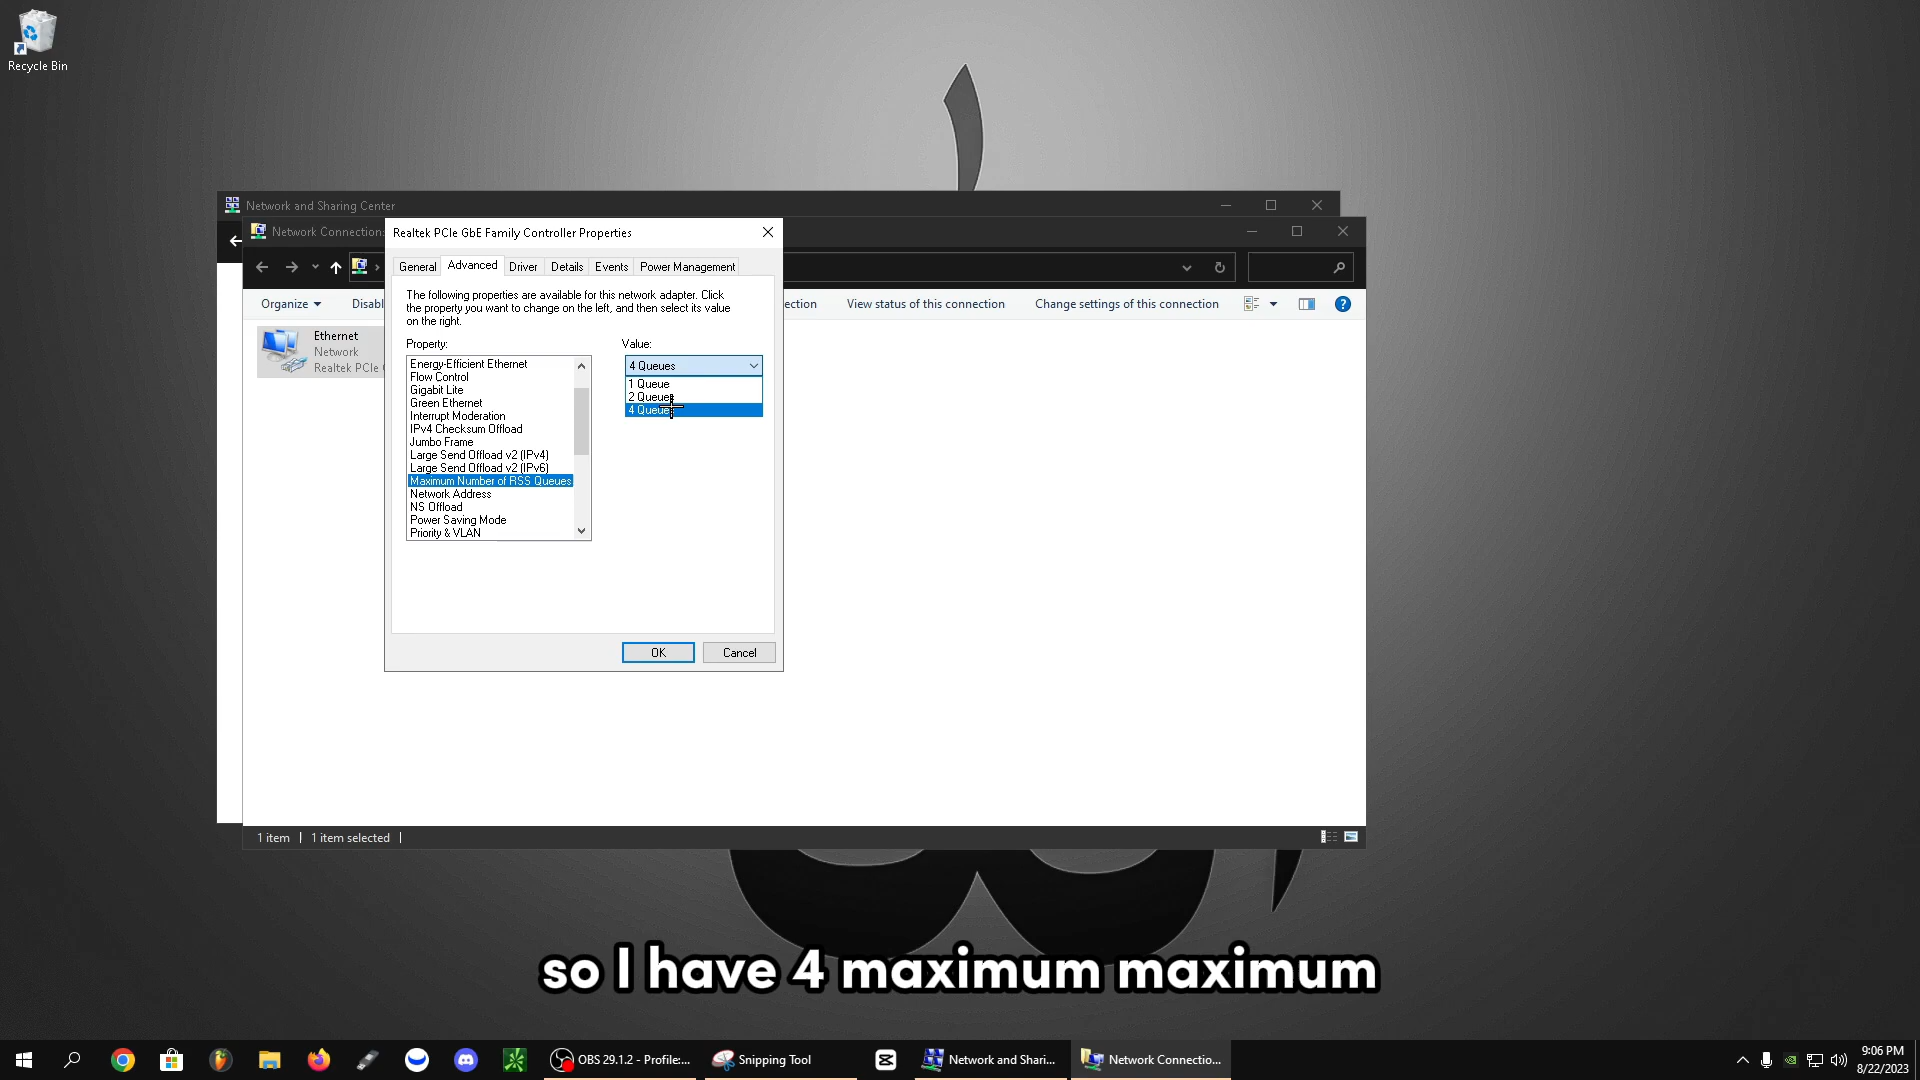 Recycle Bin
Network and Sharing Center
Network Connection
Realtek PCIe GbE Family Controller Properties
General
Advanced
Driver
Details
Events
Power Management
Organize
Disabl
ection
View status of this connection
Change settings of this connection
The following properties are available for this network adapter. Click
the property you want to change on the left, and then select its value
on the right.
Ethernet
Network
Realtek PCIe
Property:
Value:
Energy-Efficient Ethernet
Flow Control
Gigabit Lite
Green Ethernet
Interrupt Moderation
IPv4 Checksum Offload
Jumbo Frame
Large Send Offload v2 (IPv4)
Large Send Offload v2 (IPv6)
Maximum Number of RSS Queues
Network Address
NS Offload
Power Saving Mode
Priority & VLAN
4 Queues
1 Queue
2 Queues
4 Queues
OK
Cancel
1 item
1 item selected
so I have 4 maximum maximum
OBS 29.1.2 - Profile:...
Snipping Tool
Network and Shari...
Network Connectio...
9:06 PM
8/22/2023